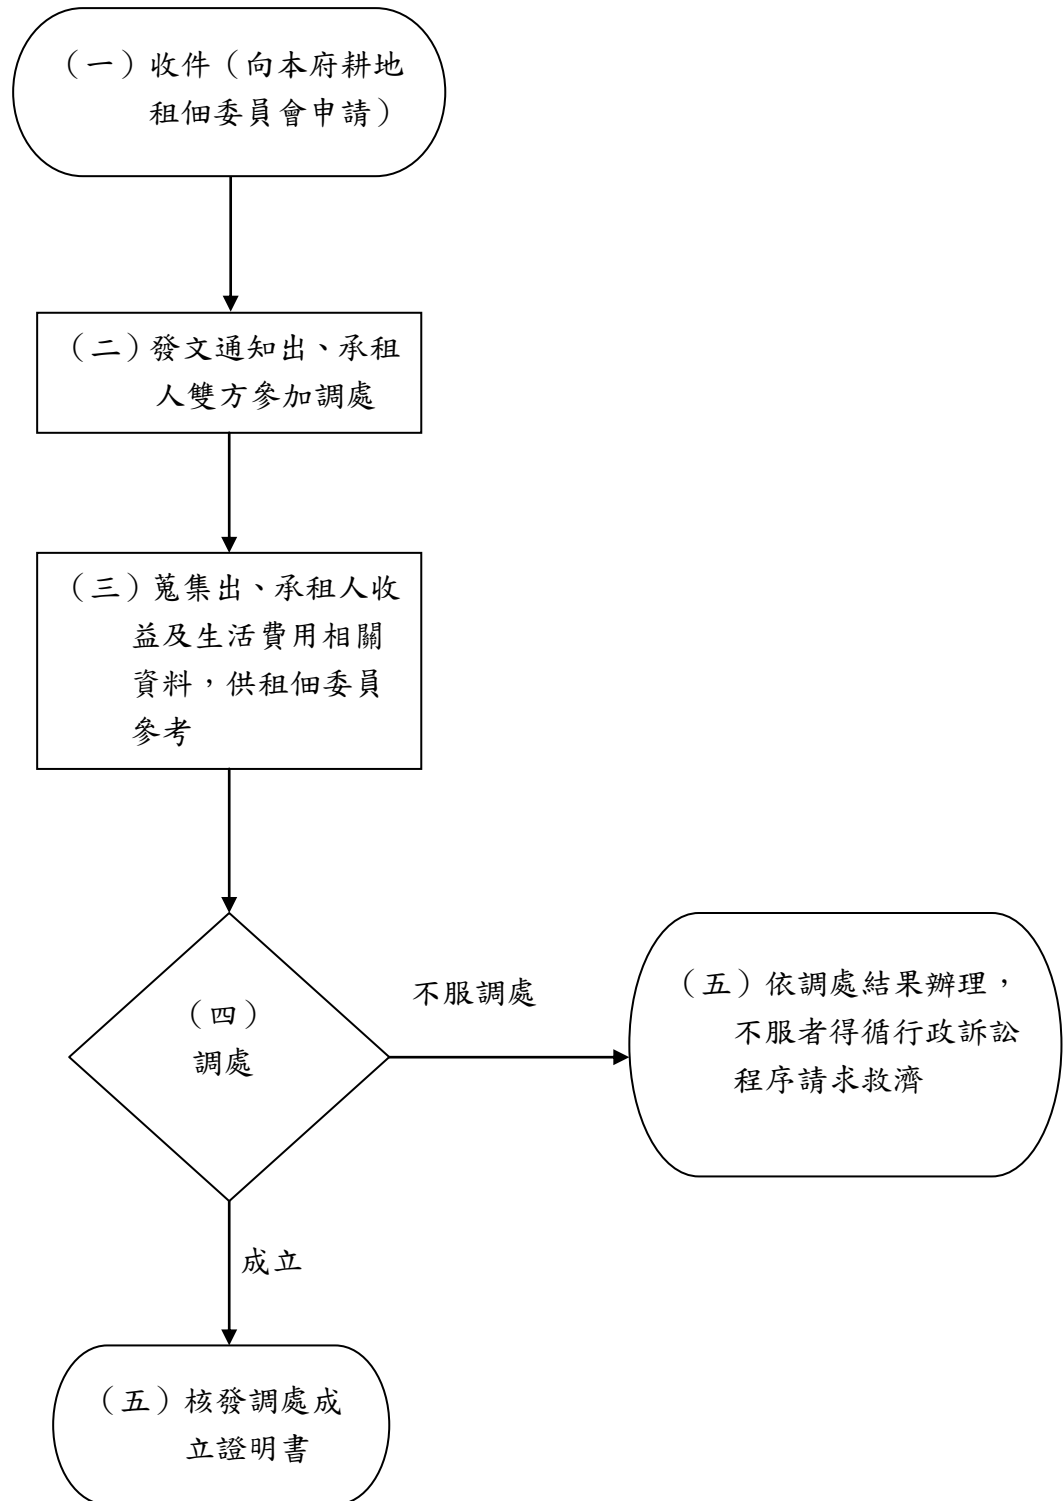 （一）收件（向本府耕地
租佃委員會申請）
（二）發文通知出、承租
人雙方參加調處
（三）蒐集出、承租人收
益及生活費用相關
資料，供租佃委員
參考
（四）
調處
不服調處
（五）依調處結果辦理，
不服者得循行政訴訟
程序請求救濟
成立
（五）核發調處成
立證明書